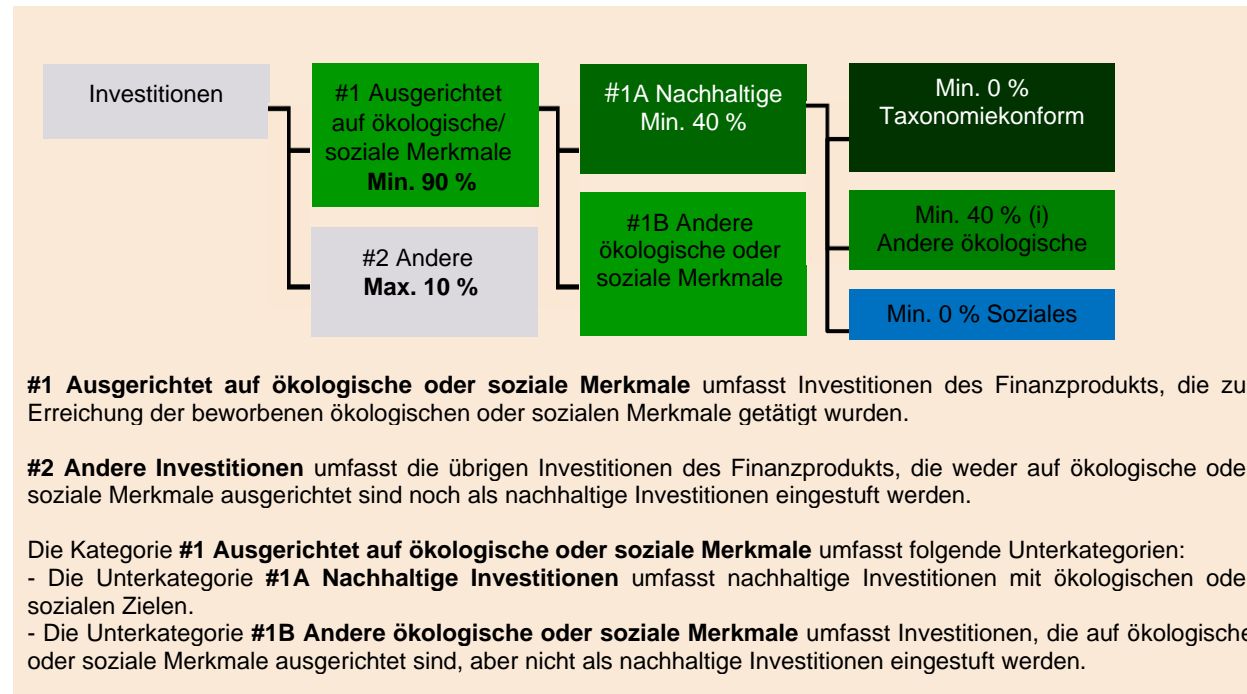 Investitionen
#1 Ausgerichtet
auf ökologische/
soziale Merkmale
Min. 90 %
#2 Andere
Max. 10 %
#1A Nachhaltige
Min. 40 %
#1B Andere
ökologische oder
soziale Merkmale
Min. 0 %
Taxonomiekonform
Min. 40 % (i)
Andere ökologische
Min. 0 % Soziales
#1 Ausgerichtet auf ökologische oder soziale Merkmale umfasst Investitionen des Finanzprodukts, die zu
Erreichung der beworbenen ökologischen oder sozialen Merkmale getätigt wurden.
#2 Andere Investitionen umfasst die übrigen Investitionen des Finanzprodukts, die weder auf ökologische ode
soziale Merkmale ausgerichtet sind noch als nachhaltige Investitionen eingestuft werden.
Die Kategorie #1 Ausgerichtet auf ökologische oder soziale Merkmale umfasst folgende Unterkategorien:
- Die Unterkategorie #1A Nachhaltige Investitionen umfasst nachhaltige Investitionen mit ökologischen ode
sozialen Zielen.
- Die Unterkategorie #1B Andere ökologische oder soziale Merkmale umfasst Investitionen, die auf ökologische
oder soziale Merkmale ausgerichtet sind, aber nicht als nachhaltige Investitionen eingestuft werden.